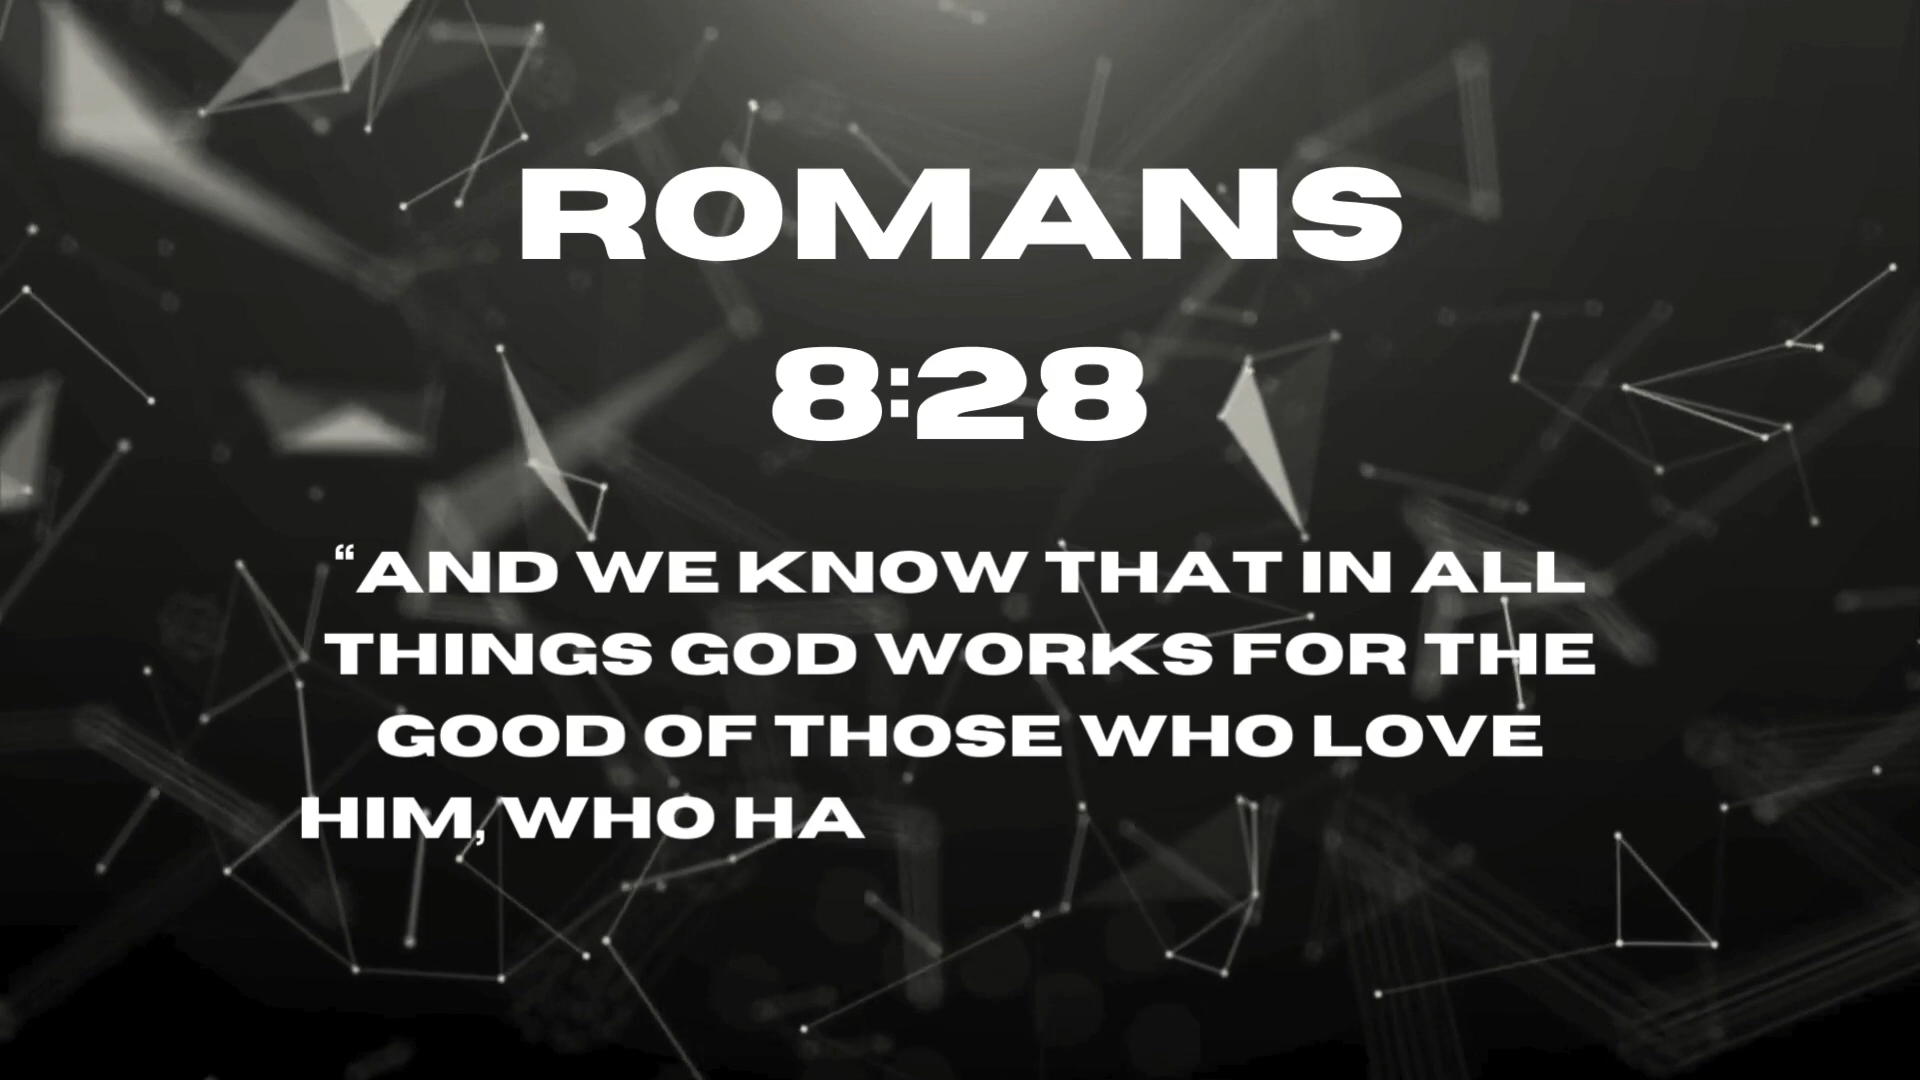 ROMANS
8:28
“AND WE KNOW THAT IN ALL
THINGS GOD WORKS FOR THE
GOOD OF THOSE WHO LOVE
HIM, WHO HA